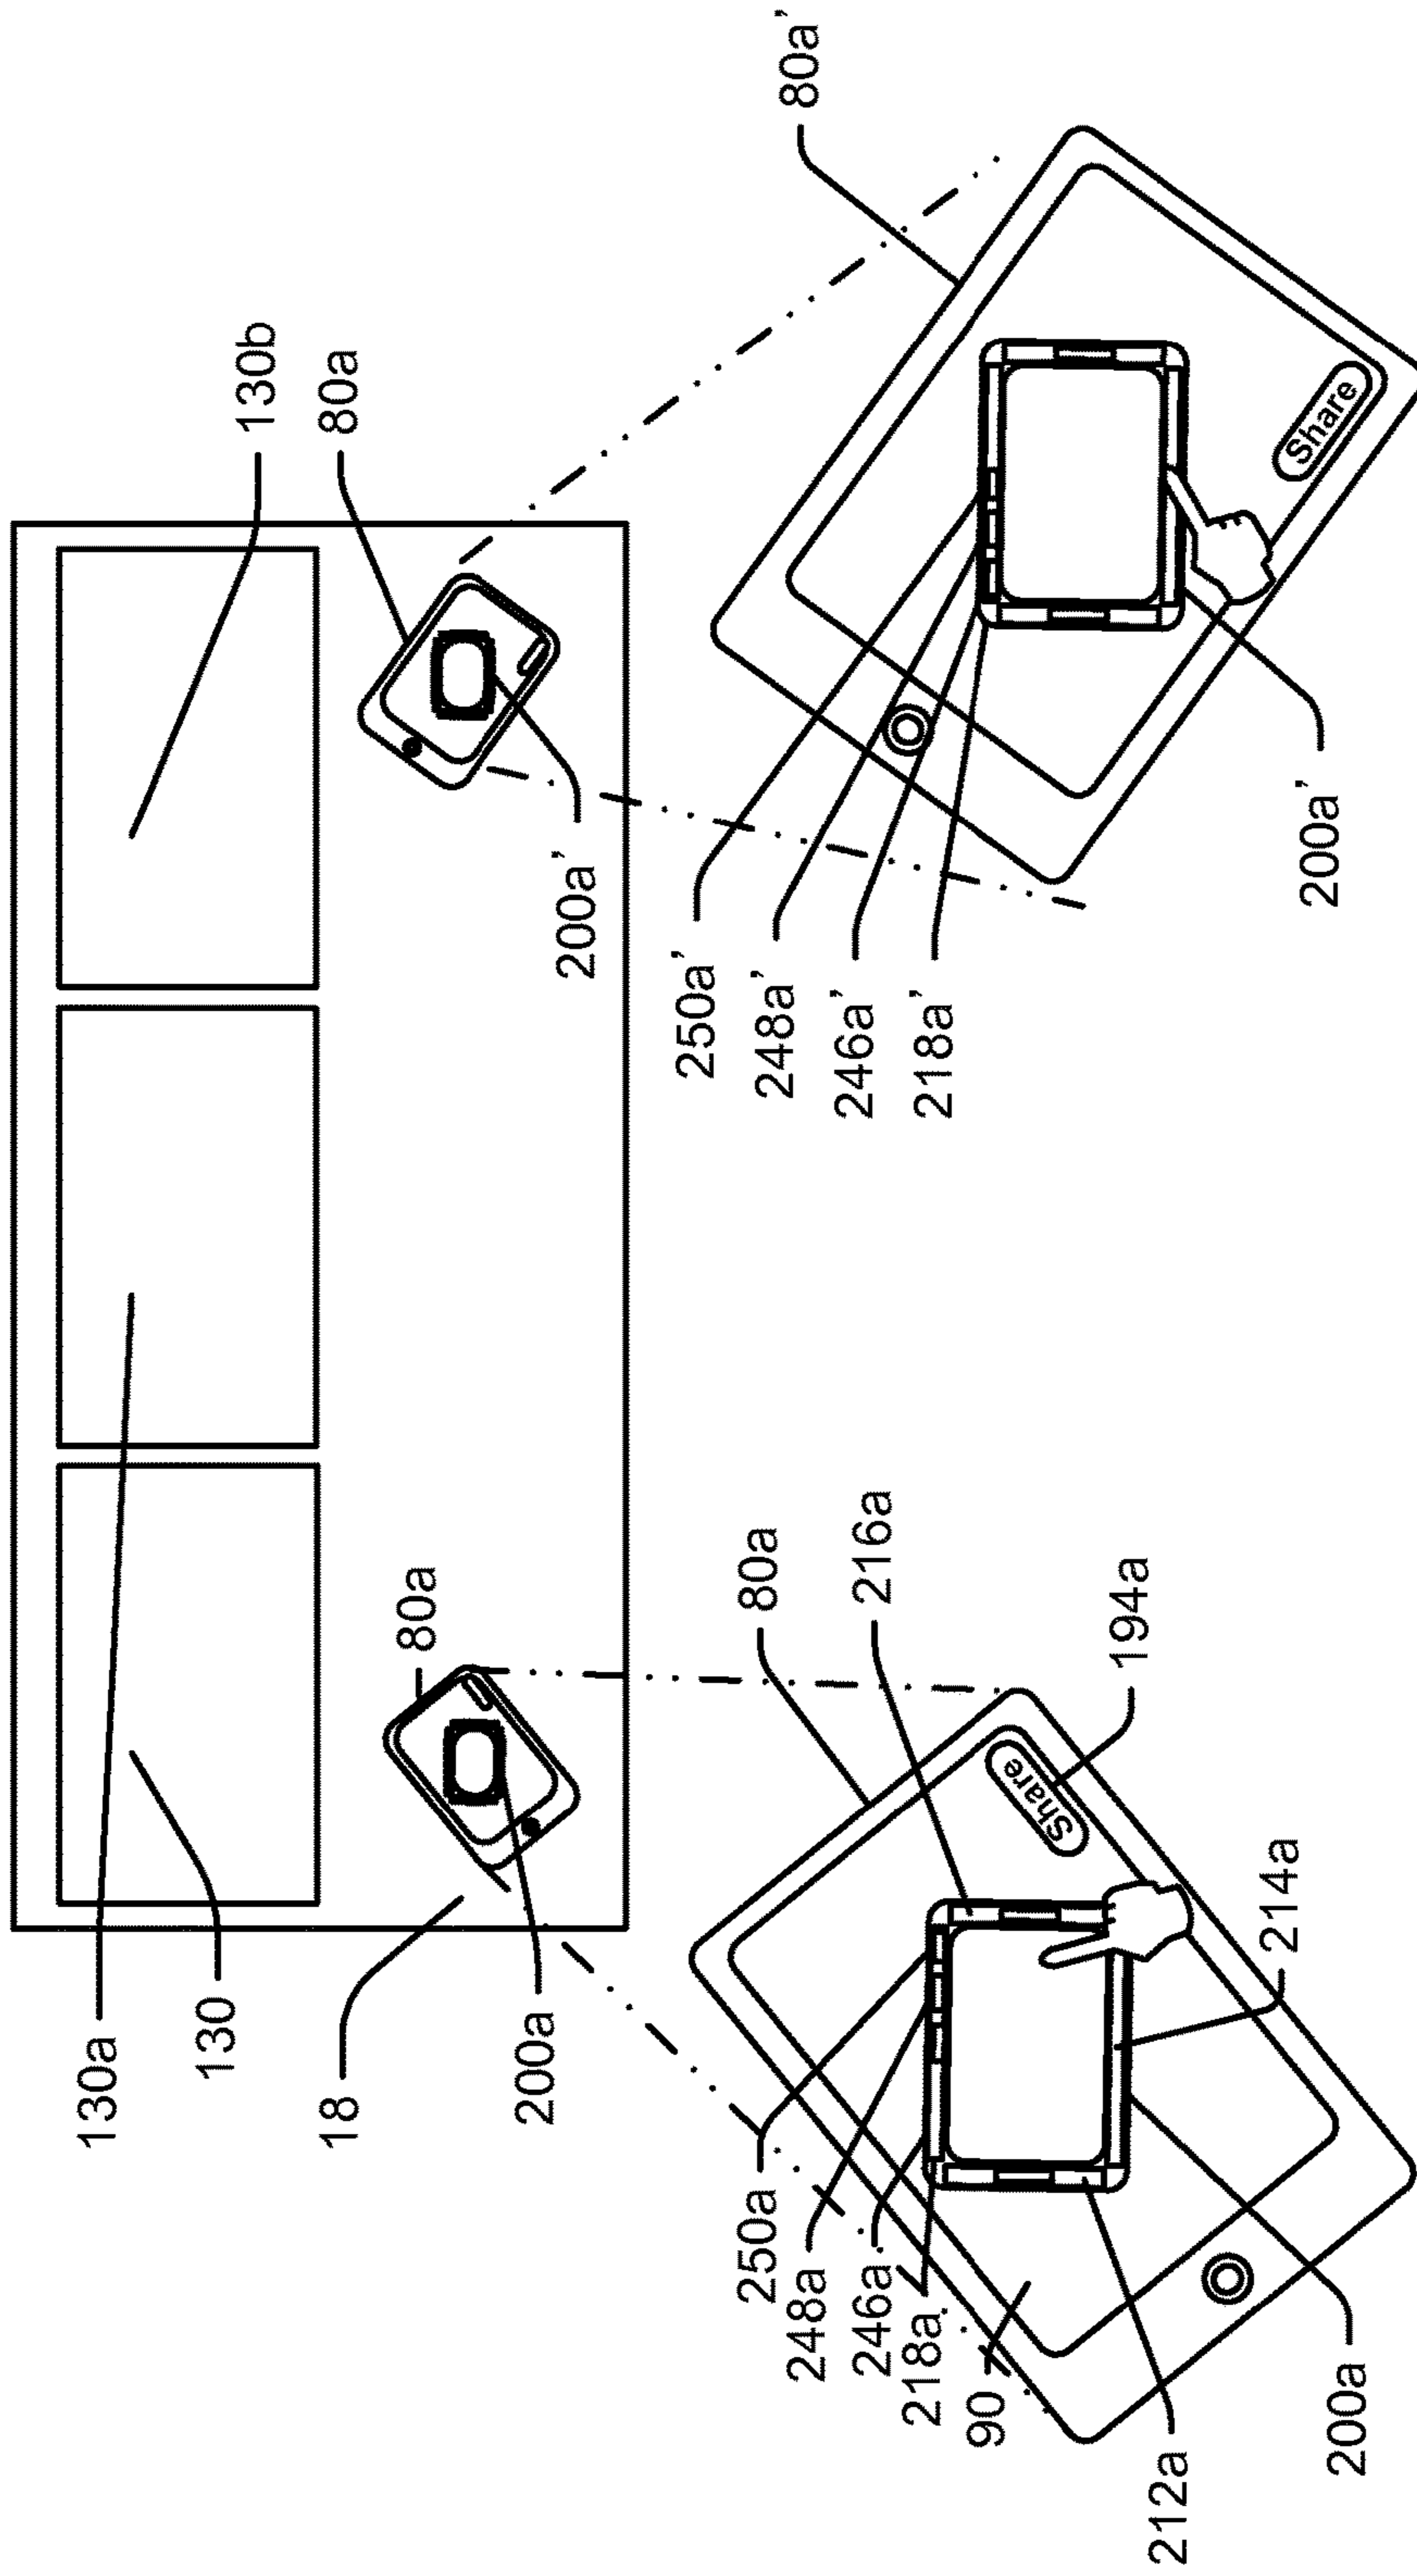 130a
130
18
200a
80a
130b
80a
200a'
250a
248a
246a
218a
90
212a
200a
80a
216a
194a
214a
Share
250a'
248a'
246a'
218a'
80a'
200a'
Share